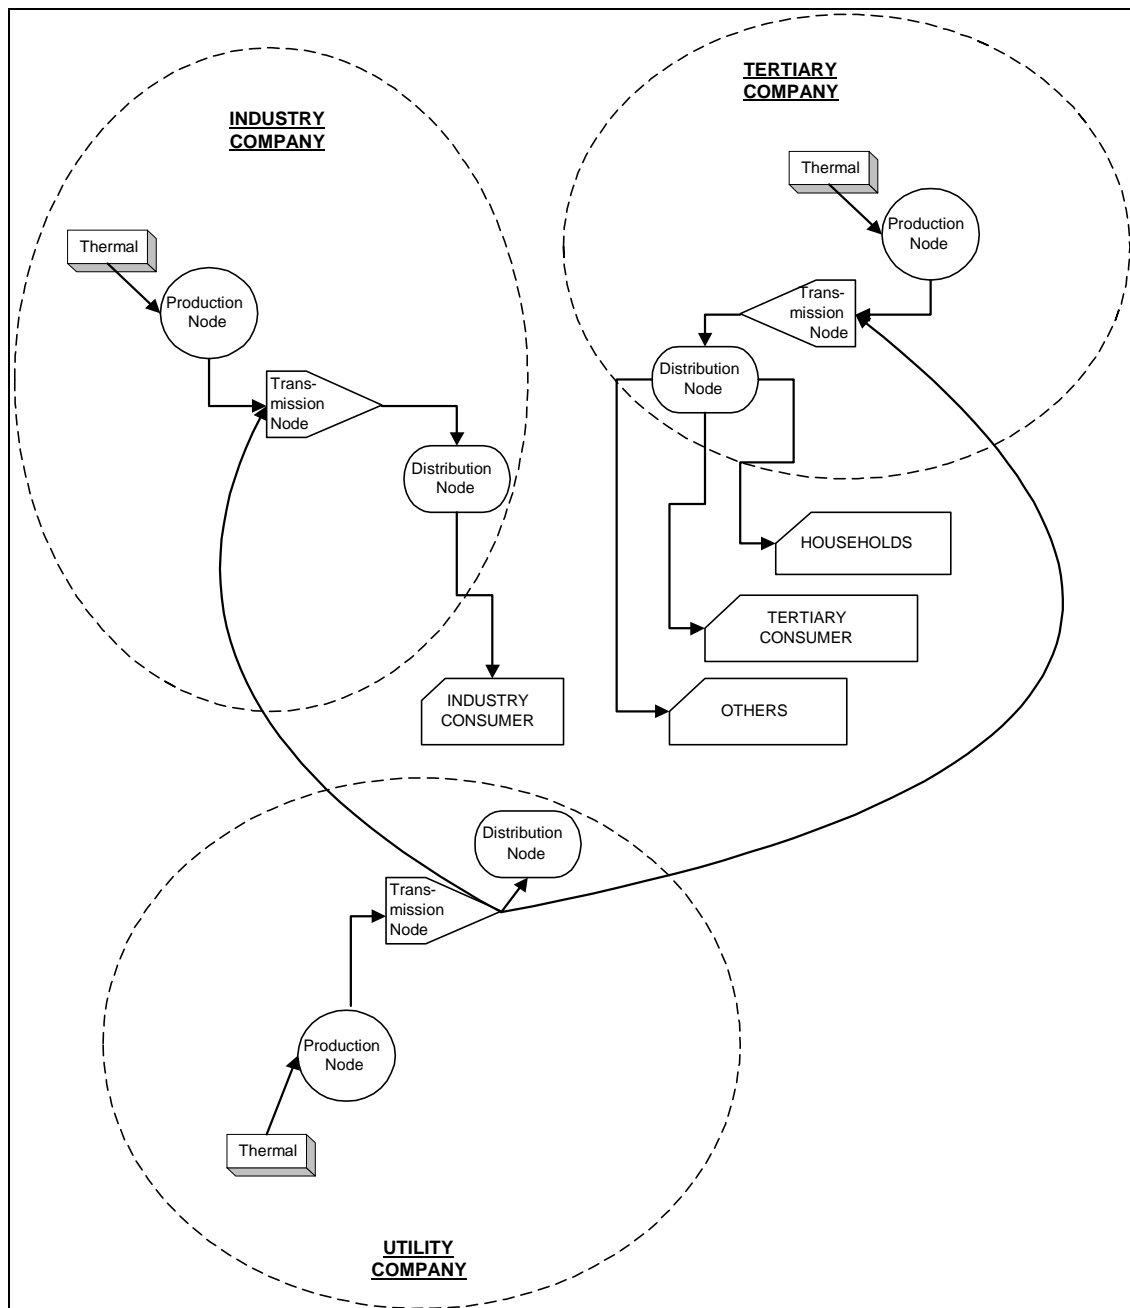 TERTIARY
COMPANY
INDUSTRY
COMPANY
Thermal
Production
Node
Thermal
Production
Node
Trans-
mission
Node
Distribution
Node
Trans-
mission
Node
Distribution
Node
HOUSEHOLDS
TERTIARY
CONSUMER
INDUSTRY
CONSUMER
OTHERS
Distribution
Node
Trans-
mission
Node
Production
Node
Thermal
UTILITY
COMPANY